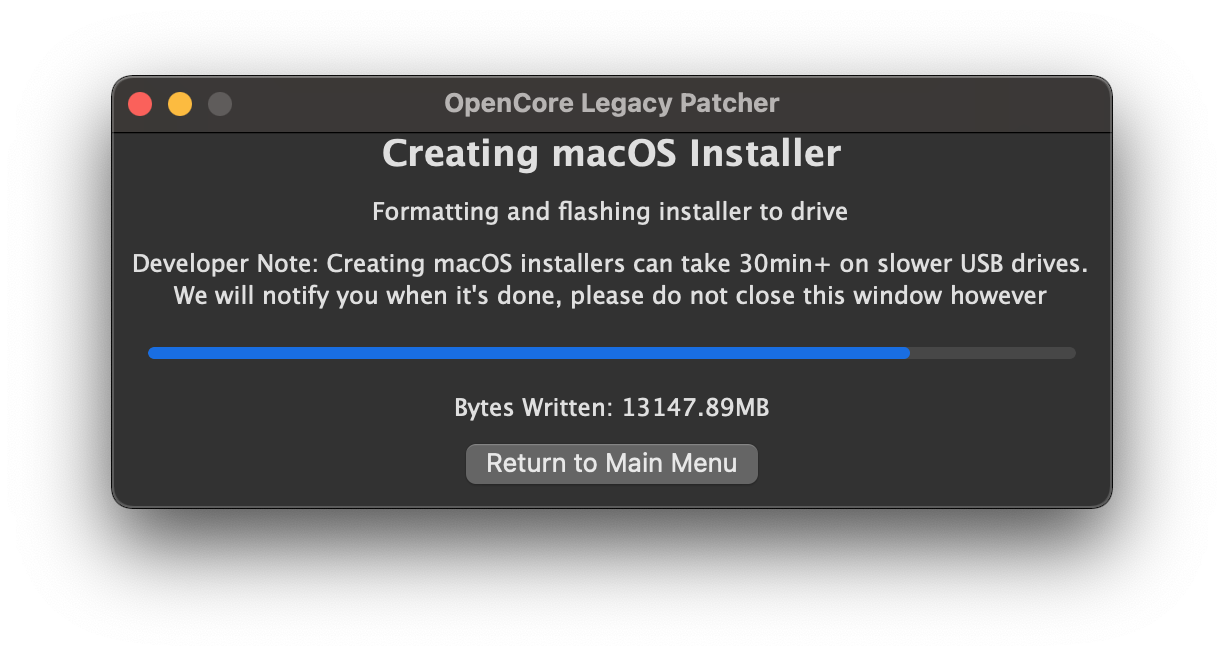 OpenCore Legacy Patcher
Creating macOS Installer
Formatting and flashing installer to drive
Developer Note: Creating macOS installers can take 30min+ on slower USB drives.
We will notify you when it's done, please do not close this window however
Bytes Written: 13147.89MB
Return to Main Menu